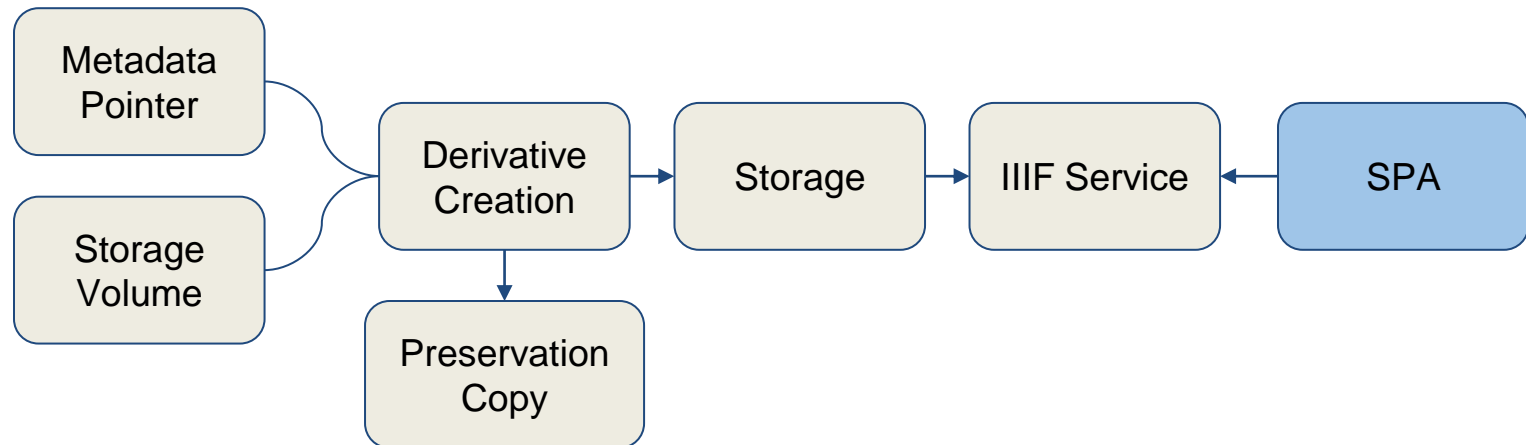 Metadata
Pointer
Storage
Volume
Derivative
Creation
Preservation
Copy
Storage
IIIF Service
SPA